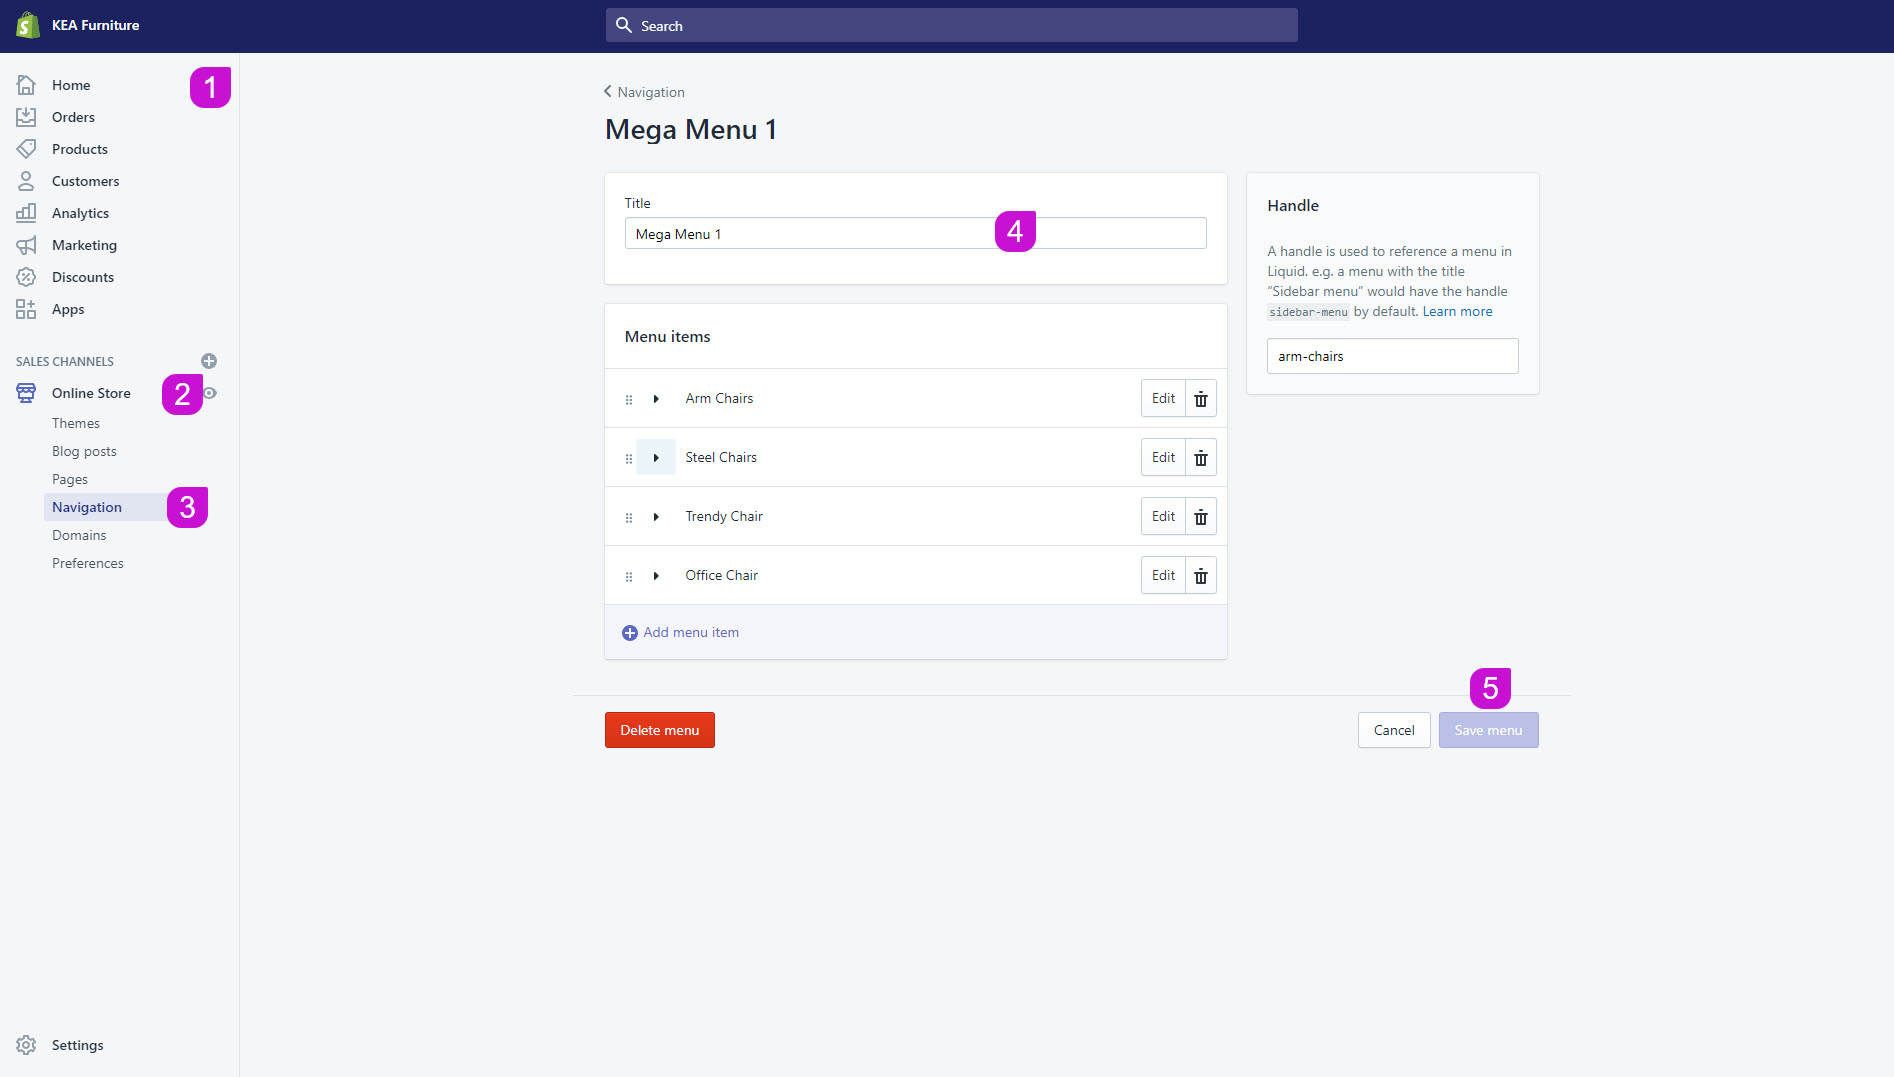 KEA Furniture
Search
Home
1
Orders
Products
Customers
Analytics
Marketing
Discounts
Apps
SALES CHANNELS
Online Store
2
Themes
Blog posts
Pages
Navigation
3
Domains
Preferences
Settings
Navigation
Mega Menu 1
Title
Mega Menu 1
4
Menu items
Arm Chairs
Edit
Steel Chairs
Edit
Trendy Chair
Edit
Office Chair
Edit
Add menu item
Handle
A handle is used to reference a menu in
Liquid. e.g. a menu with the title
“Sidebar menu” would have the handle
sidebar-menu by default. Learn more
arm-chairs
5
Delete menu
Cancel
Save menu